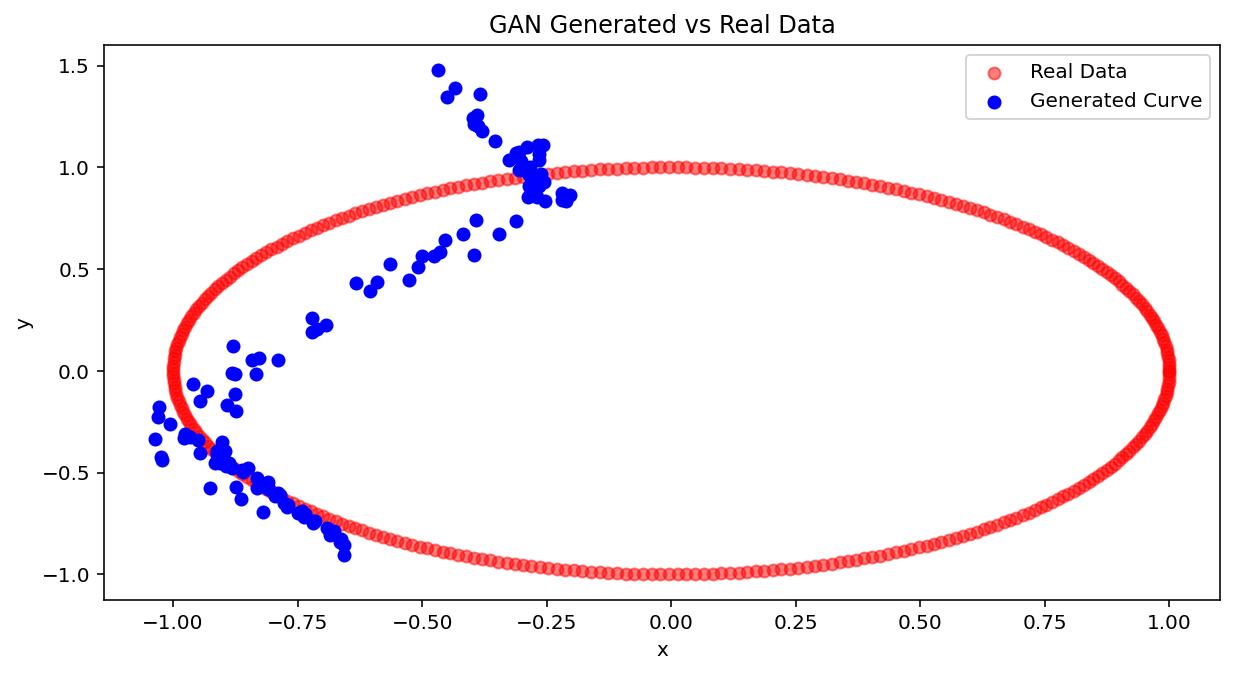 GAN Generated vs Real Data
Real Data
Generated Curve
1.5
1.0
0.5
0.0
−0.5
−1.0
y
−1.00 −0.75 −0.50 −0.25 0.00 0.25 0.50 0.75 1.00
x